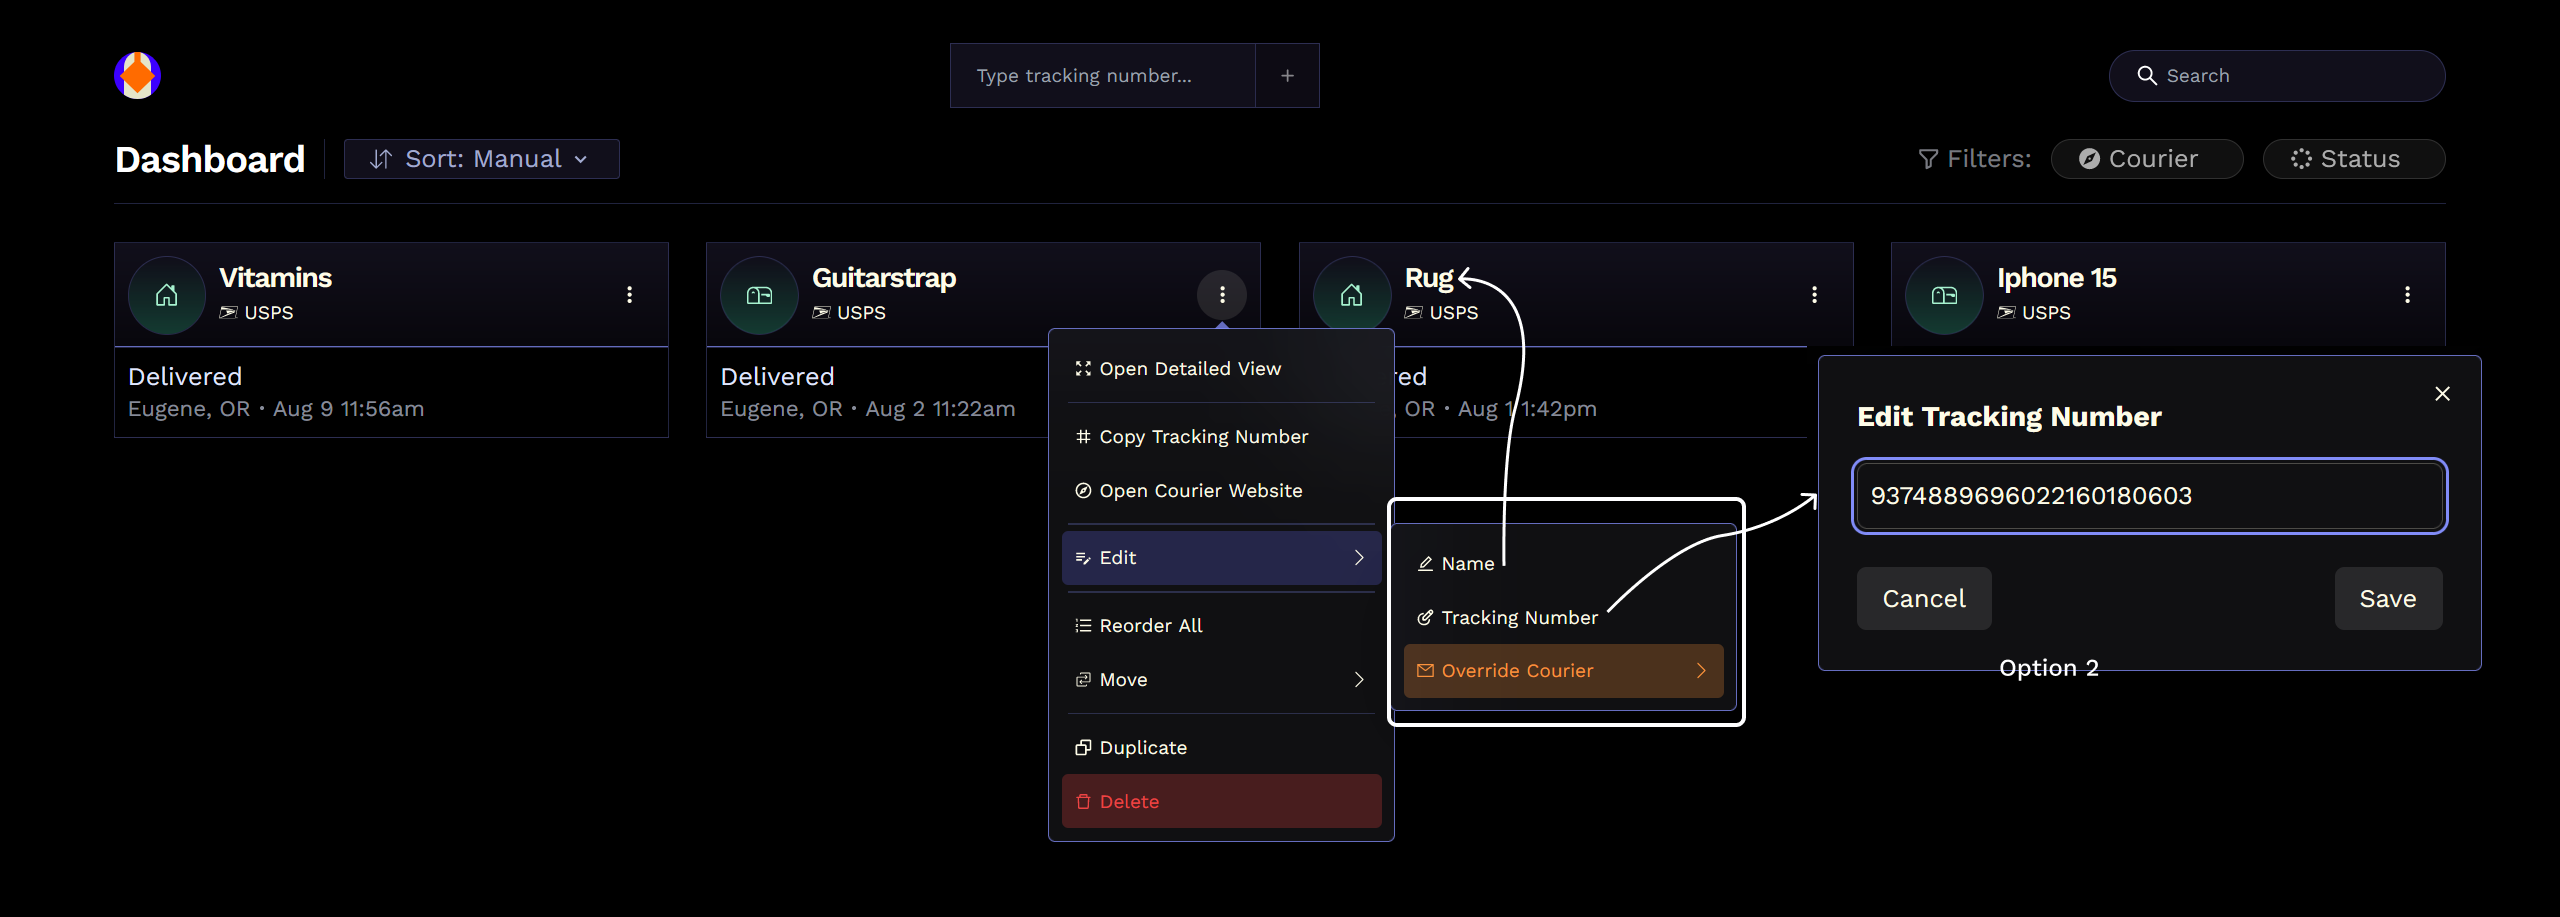 Type tracking number...
+
Search
Dashboard
Sort: Manual
Filters:
Courier
Status
Vitamins
USPS
Delivered
Eugene, OR • Aug 9 11:56am
Guitarstrap
USPS
Delivered
Eugene, OR • Aug 2 11:22am
Rug
USPS
red
, OR • Aug 1 1:42pm
Iphone 15
USPS
Open Detailed View
Copy Tracking Number
Open Courier Website
Edit
Reorder All
Move
Duplicate
Delete
Name
Tracking Number
Override Courier
Edit Tracking Number
9374889696022160180603
Cancel
Save
Option 2